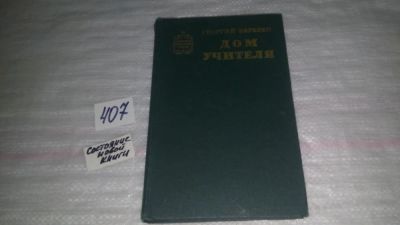 ГЕОРГИЙ БЕРЕЗКО
ДОМ
УЧИТЕЛЯ
407
СОСТОЯНИЕ
НОВОЙ
КНИГИ